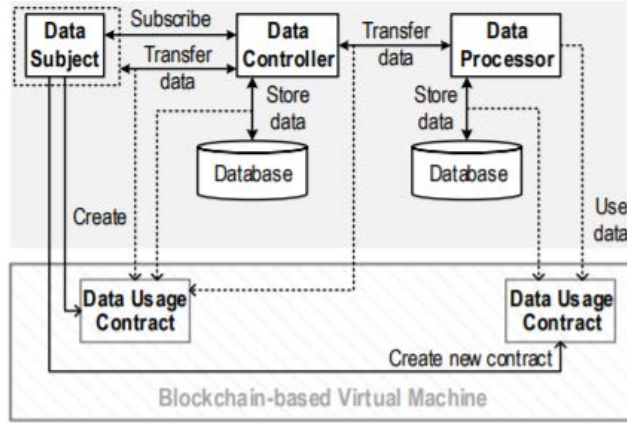 Data
Subject
Subscribe
Transfer
data
Data
Controller
Transfer
data
Data
Processor
Store
data
Store
data
Database
Database
Create
Use
data
Data Usage
Contract
Data Usage
Contract
Create new contract
Blockchain-based Virtual Machine